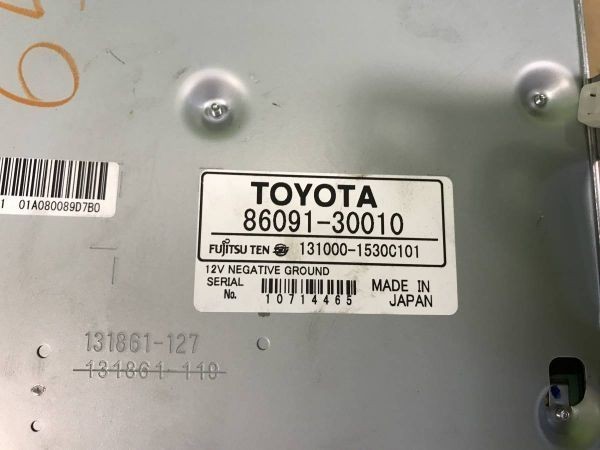 49
1 01A080089D7B0
TOYOTA
86091-30010
FUJITSU TEN 131000-1530C101
12V NEGATIVE GROUND
SERIAL No. 10714465
MADE IN JAPAN
131861-127
131861-110